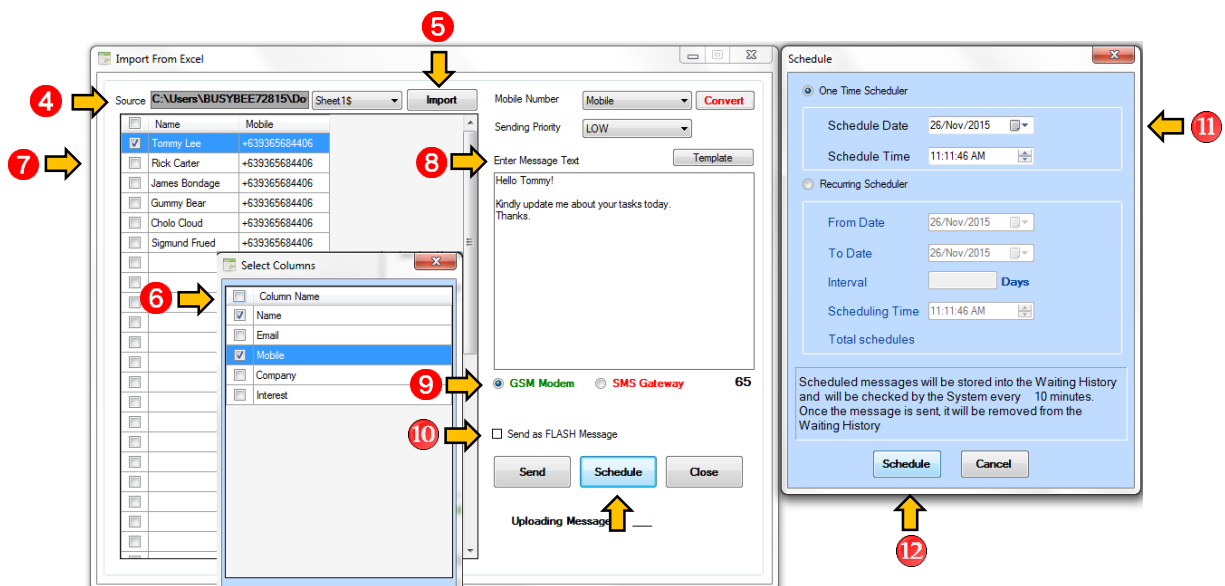 5
Import From Excel
4
Source C:\Users\BUSYBEE72815\Do Sheet1$ Import
Name Mobile
Tommy Lee +639365684406
Rick Carter +639365684406
James Bondage +639365684406
Gummy Bear +639365684406
Cholo Cloud +639365684406
Sigmund Frued +639365684406
7
6
Select Columns
Column Name
Name
Email
Mobile
Company
Interest
Mobile Number Mobile Convert
Sending Priority LOW
8
Enter Message Text Template
Hello Tommy!
Kindly update me about your tasks today.
Thanks.
9
GSM Modem SMS Gateway 65
10
Send as FLASH Message
Send Schedule Close
Uploading Message
Schedule
One Time Scheduler
11
Schedule Date 26/Nov/2015
Schedule Time 11:11:46 AM
Recurring Scheduler
From Date 26/Nov/2015
To Date 26/Nov/2015
Interval Days
Scheduling Time 11:11:46 AM
Total schedules
Scheduled messages will be stored into the Waiting History
and will be checked by the System every 10 minutes.
Once the message is sent, it will be removed from the
Waiting History
Schedule Cancel
12